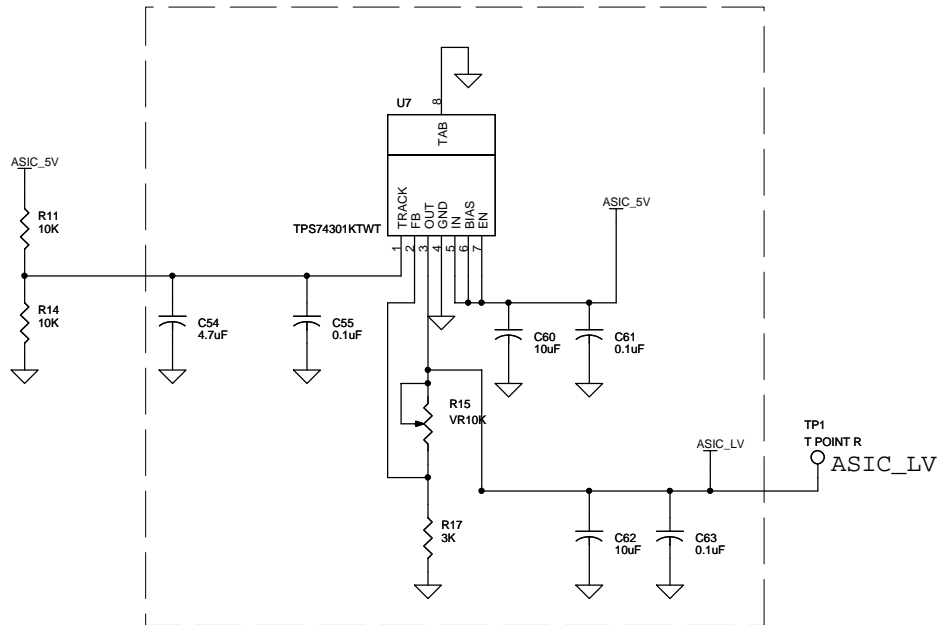 U7
8
TAB
TRACK
FB
OUT
GND
IN
BIAS
EN
TPS74301KTWT
1
2
3
4
5
6
7
ASIC_5V
R11
10K
R14
10K
C54
4.7uF
C55
0.1uF
ASIC_5V
C60
10uF
C61
0.1uF
R15
VR10K
R17
3K
ASIC_LV
TP1
T POINT R
ASIC_LV
C62
10uF
C63
0.1uF